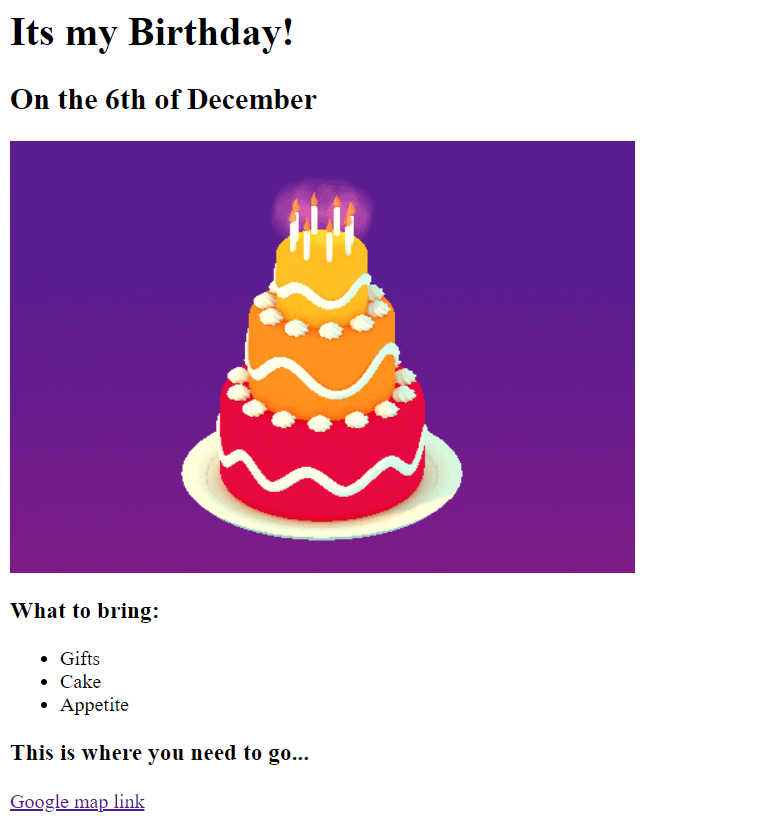 Its my Birthday!
On the 6th of December
What to bring:
Gifts
Cake
Appetite
This is where you need to go...
Google map link